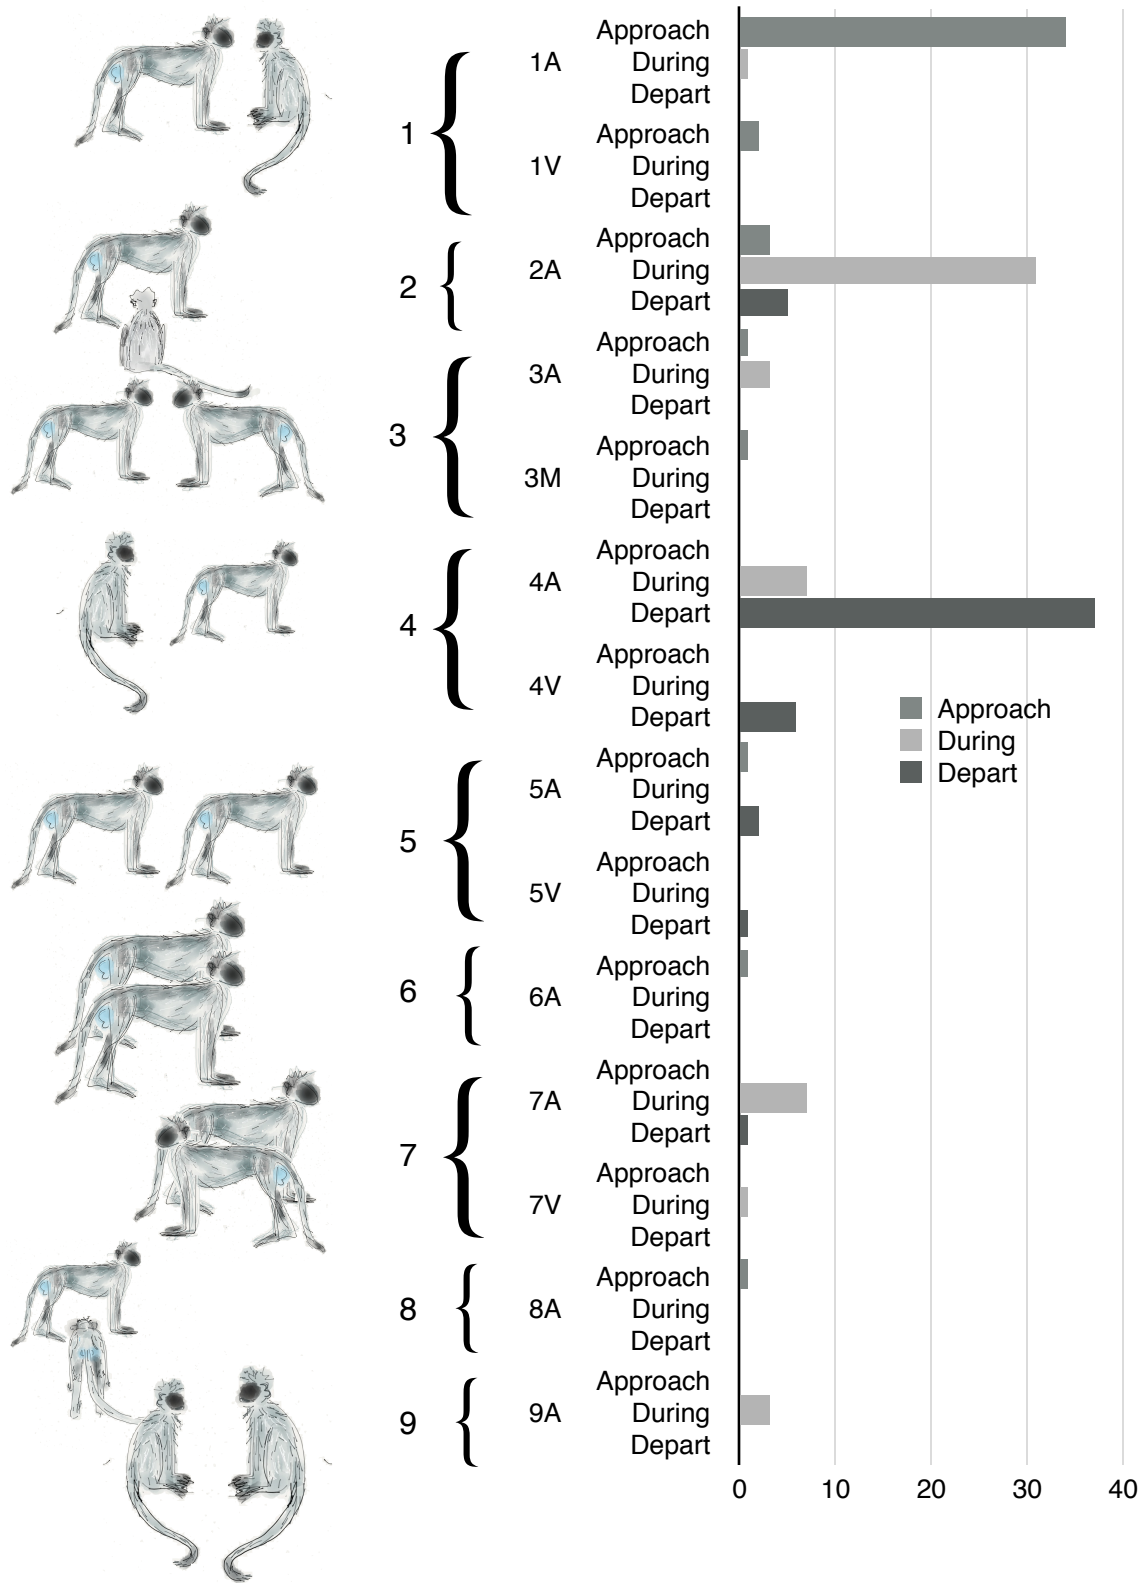 Approach
1A During
Depart
1
Approach
1V During
Depart
Approach
2 2A During
Depart
Approach
3A During
Depart
3
Approach
3M During
Depart
Approach
4A During
Depart
4
Approach
4V During
Depart
Approach
During
Depart
Approach
5A During
Depart
5
Approach
5V During
Depart
Approach
6 6A During
Depart
Approach
7A During
Depart
7
Approach
7V During
Depart
Approach
8 8A During
Depart
Approach
9 9A During
Depart
0 10 20 30 40